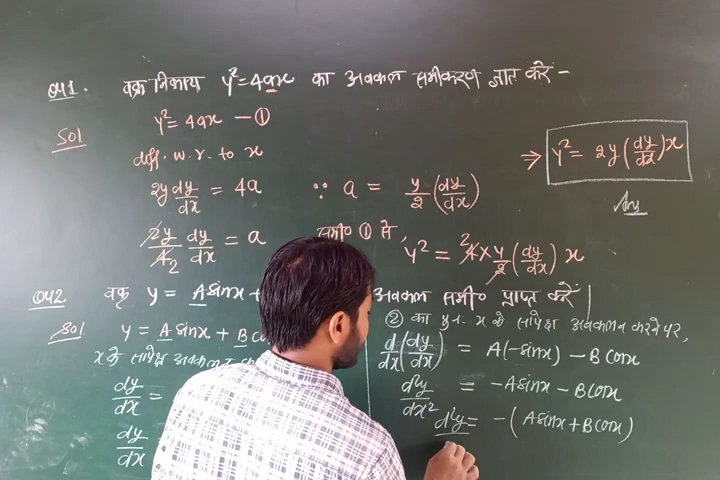 Qu1. वक्र निकाय y²=4ax का अवकल समीकरण ज्ञात करें -
Sol y²=4ax —①
diff. w.r. to x
2y dy/dx = 4a ∵ a = y/2 (dy/dx)
2y/4₂ dy/dx = a
समी० ① से,
y² = ²4 × y/2 (dy/dx) x
⇒ y² = 2y (dy/dx) x
Ans
Qu2 वक्र y = A sinx + अवकल समी० प्राप्त करें
Sol y = A sinx + B co
x के सापेक्ष अवकलन
dy/dx =
dy/dx
② का पुनः x के सापेक्ष अवकलन करने पर,
d/dx (dy/dx) = A(-sinx) - B cosx
d²y/dx² = -A sinx - B cosx
d²y = -(A sinx + B cosx)